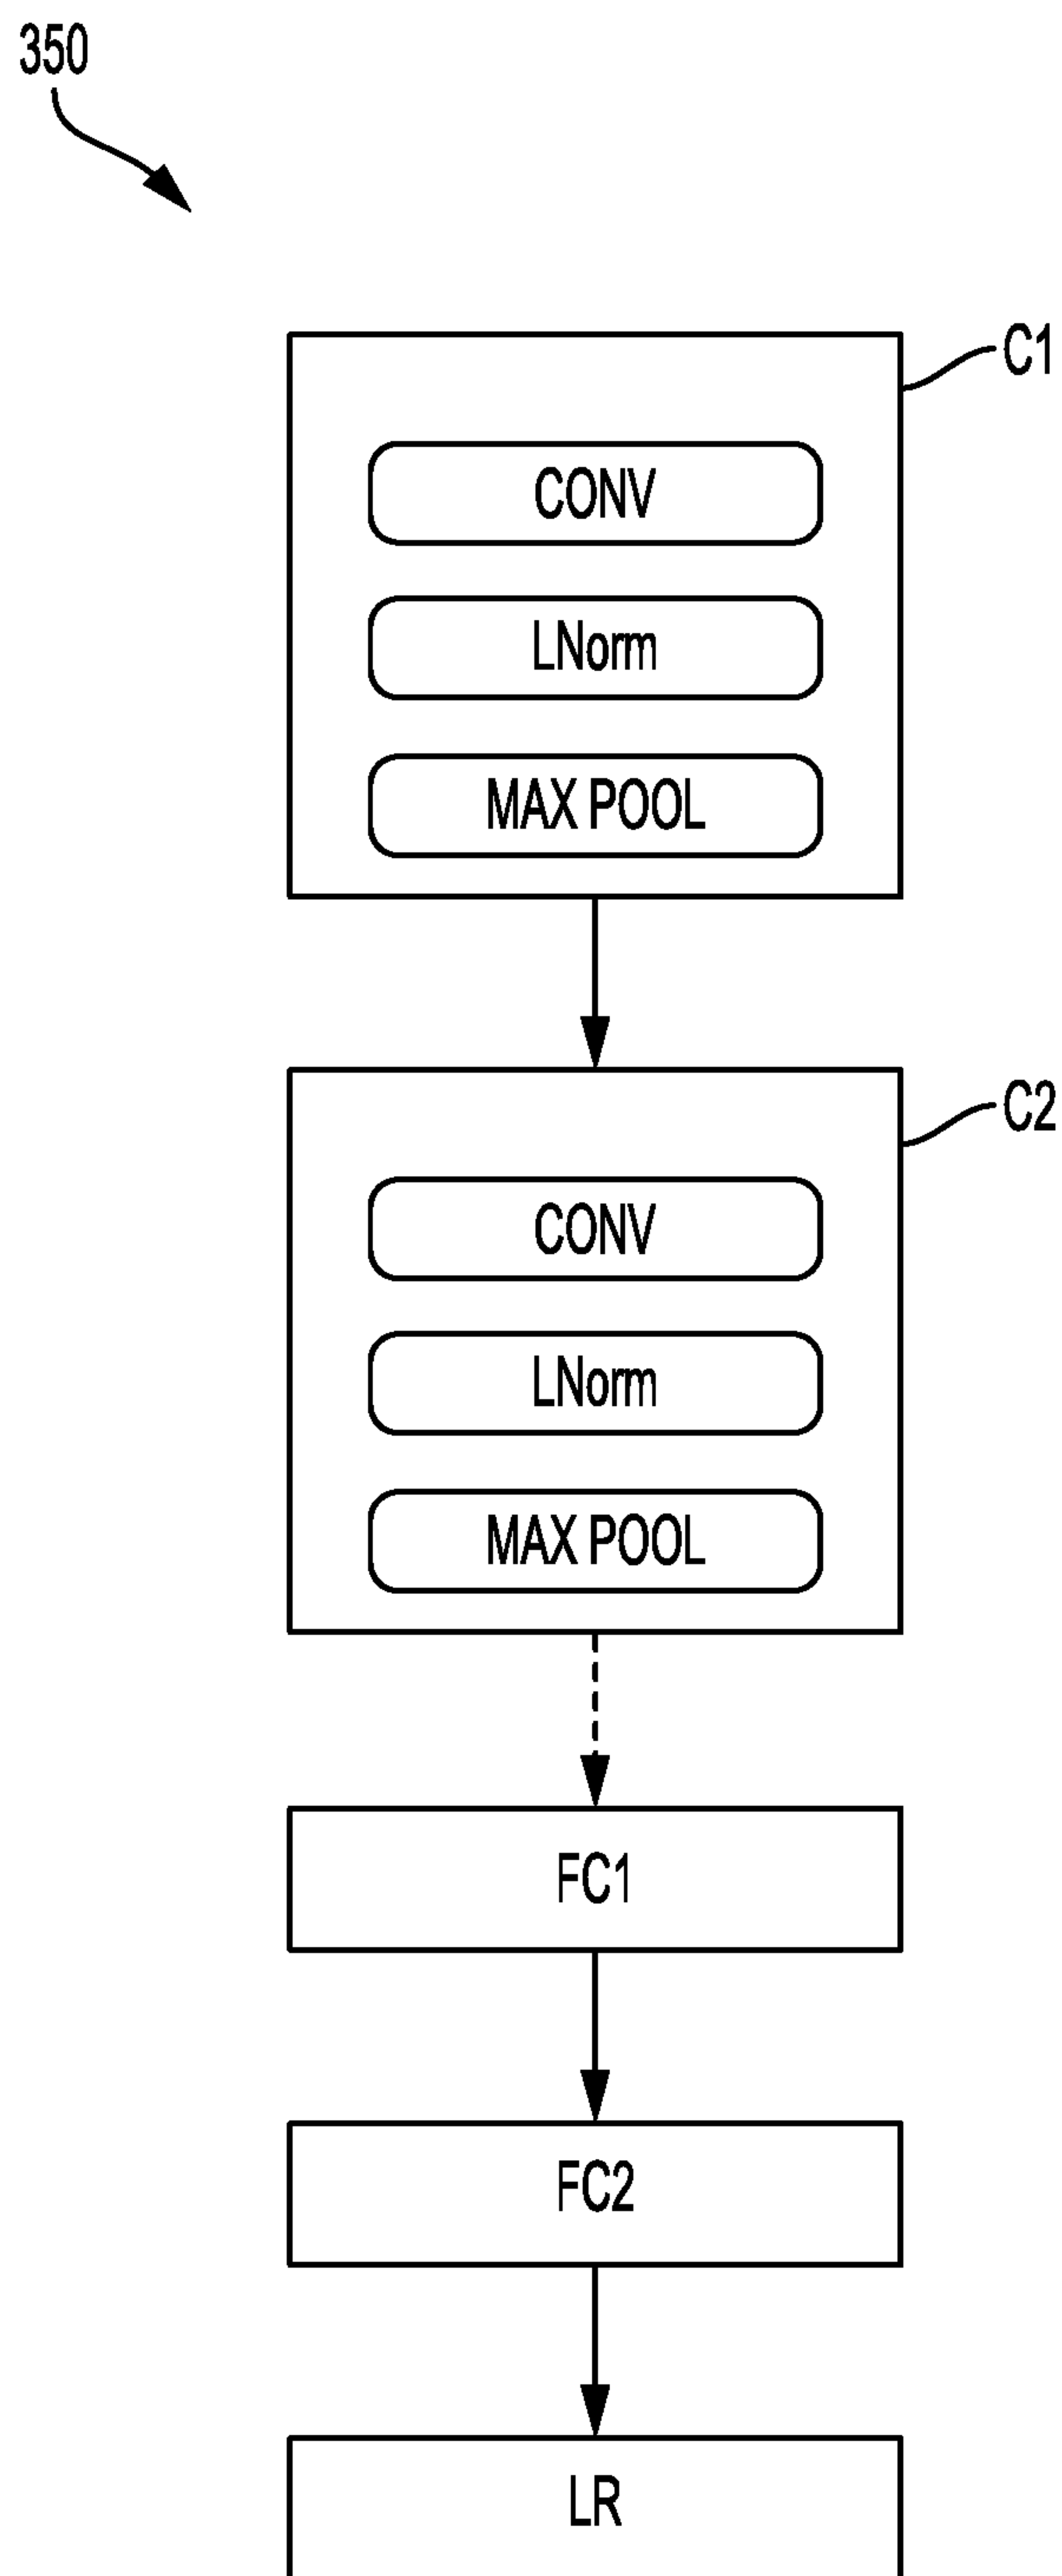 350
C1
CONV
LNorm
MAX POOL
C2
CONV
LNorm
MAX POOL
FC1
FC2
LR